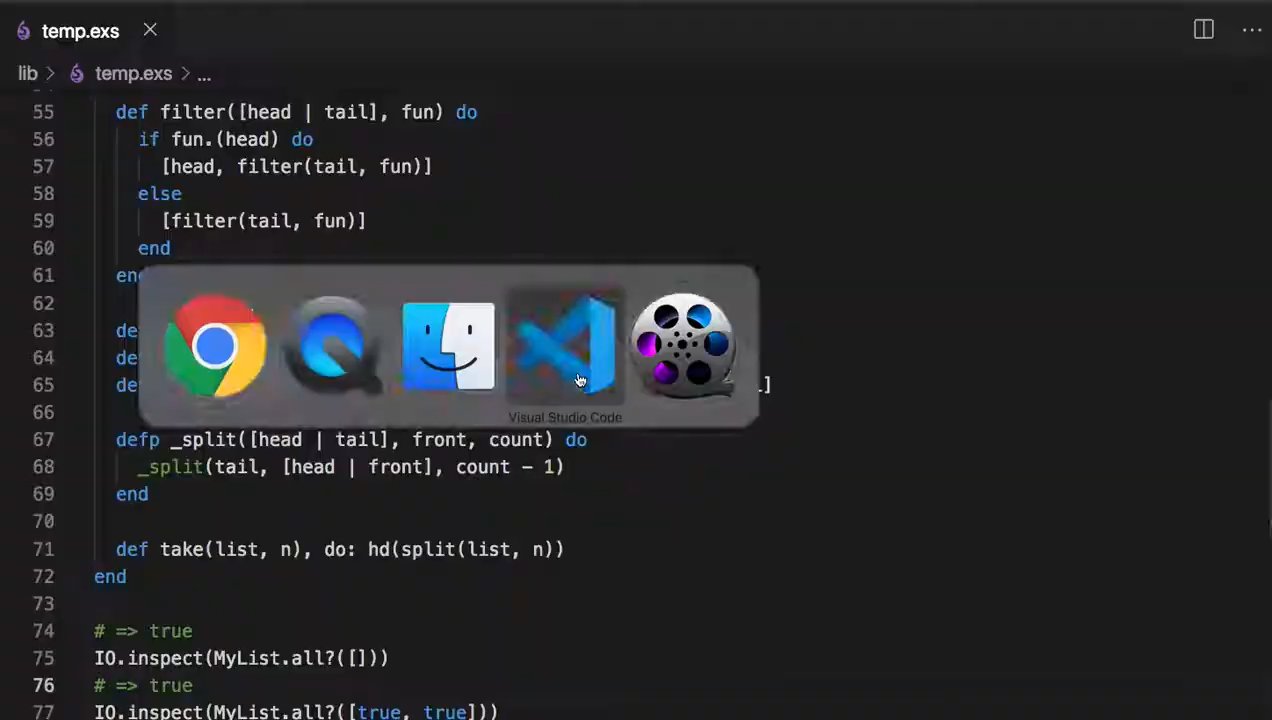 temp.exs
lib > temp.exs > ...
55 def filter([head | tail], fun) do
56 if fun.(head) do
57 [head, filter(tail, fun)]
58 else
59 [filter(tail, fun)]
60 end
61
62
63
64
65 ]
66
Visual Studio Code
67 defp _split([head | tail], front, count) do
68 _split(tail, [head | front], count - 1)
69 end
70
71 def take(list, n), do: hd(split(list, n))
72 end
73
74 # => true
75 IO.inspect(MyList.all?([]))
76 # => true
77 IO.inspect(MyList.all?([true, true]))